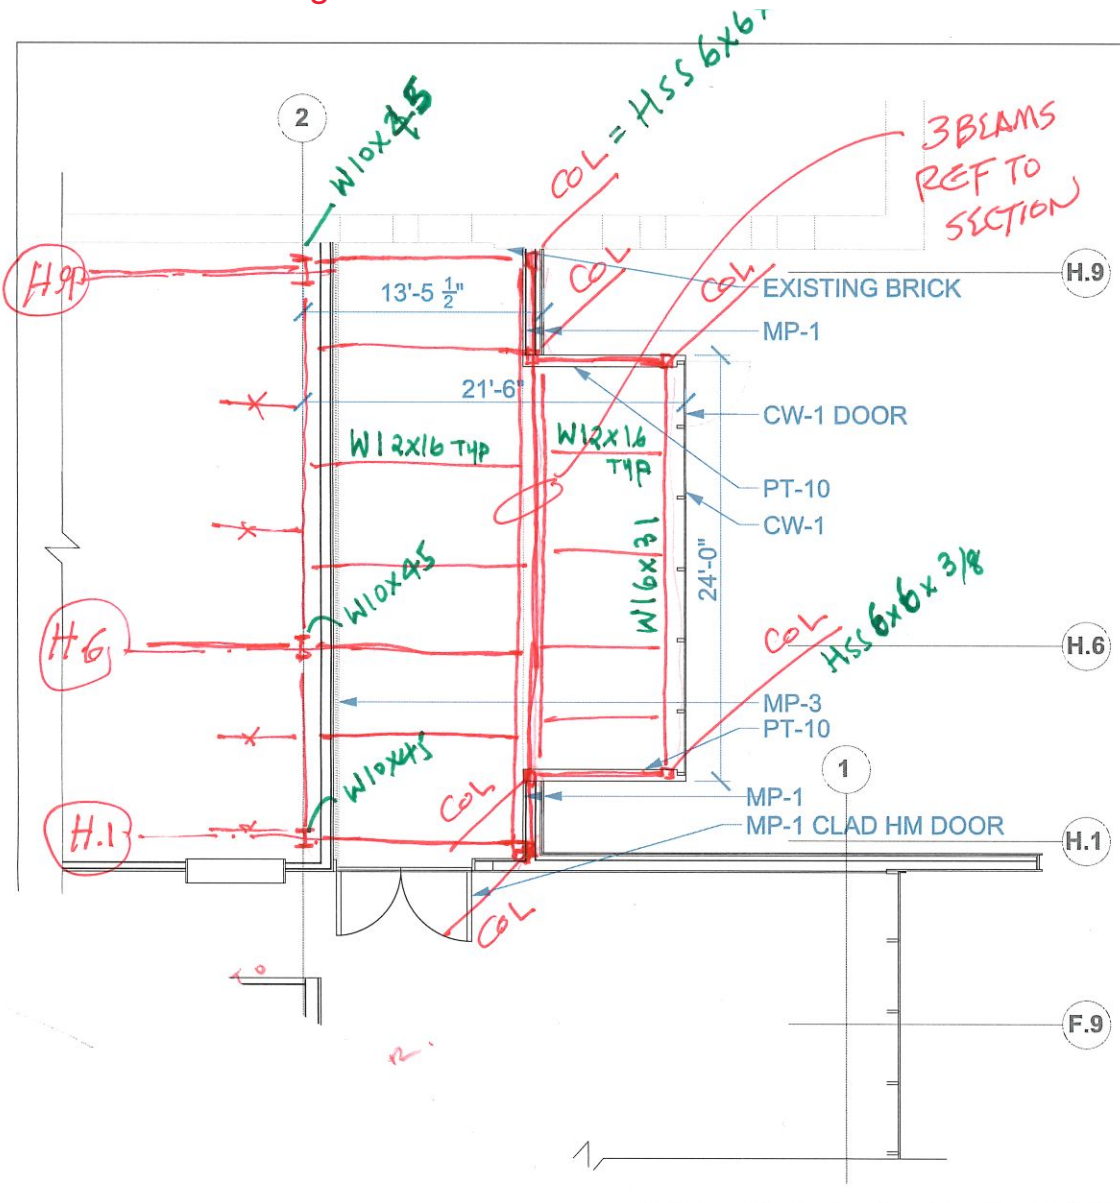 2
W10x45
COL = HSS 6x6x
3 BEAMS
REF TO
SECTION
COL
COL
H.9
H.9
EXISTING BRICK
13'-5 1/2"
MP-1
21'-6"
CW-1 DOOR
W12X16 TYP
W12X16
TYP
PT-10
CW-1
24'-0"
W16x31
W10x45
HSS 6x6x3/8
COL
H.6
H.6
MP-3
PT-10
1
W10x45
COL
MP-1
MP-1 CLAD HM DOOR
H.1
H.1
COL
F.9